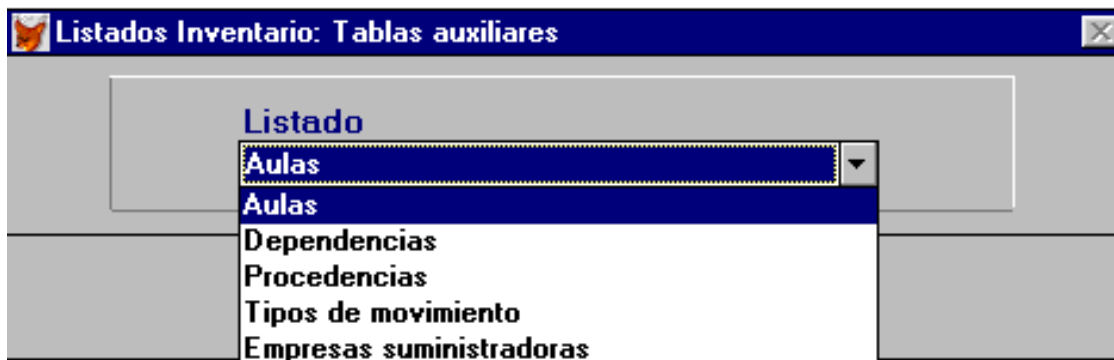 Listados Inventario: Tablas auxiliares
Listado
Aulas
Aulas
Dependencias
Procedencias
Tipos de movimiento
Empresas suministradoras